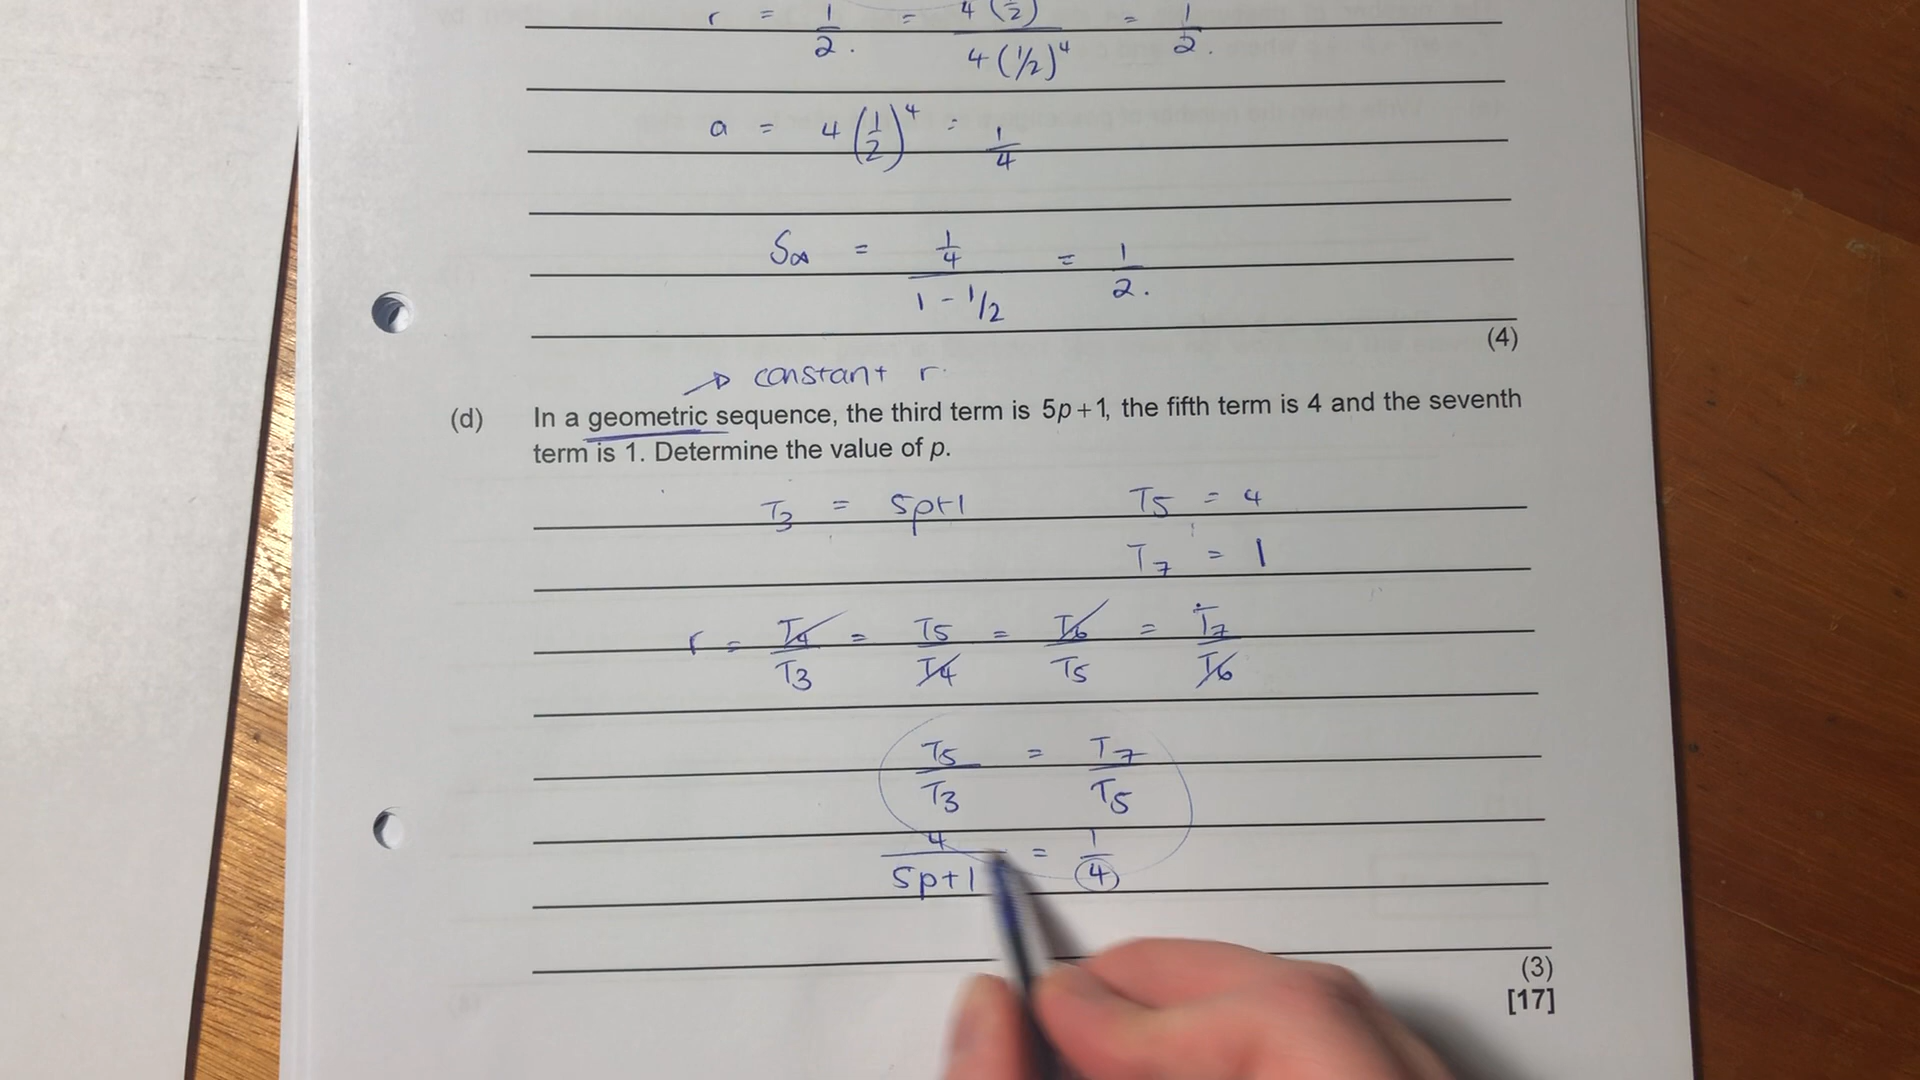 r = 1/2. = 4(1/2) / 4(1/2)^4 = 1/2.
a = 4(1/2)^4 = 1/4
S∞ = 1/4 / 1 - 1/2 = 1/2.
(4)
→ constant r.
(d) In a geometric sequence, the third term is 5p+1, the fifth term is 4 and the seventh
term is 1. Determine the value of p.
T3 = 5p+1 T5 = 4
T7 = 1
r = T4/T3 = T5/T4 = T6/T5 = T7/T6
T5/T3 = T7/T5
4/5p+1 = 1/4
(3)
[17]